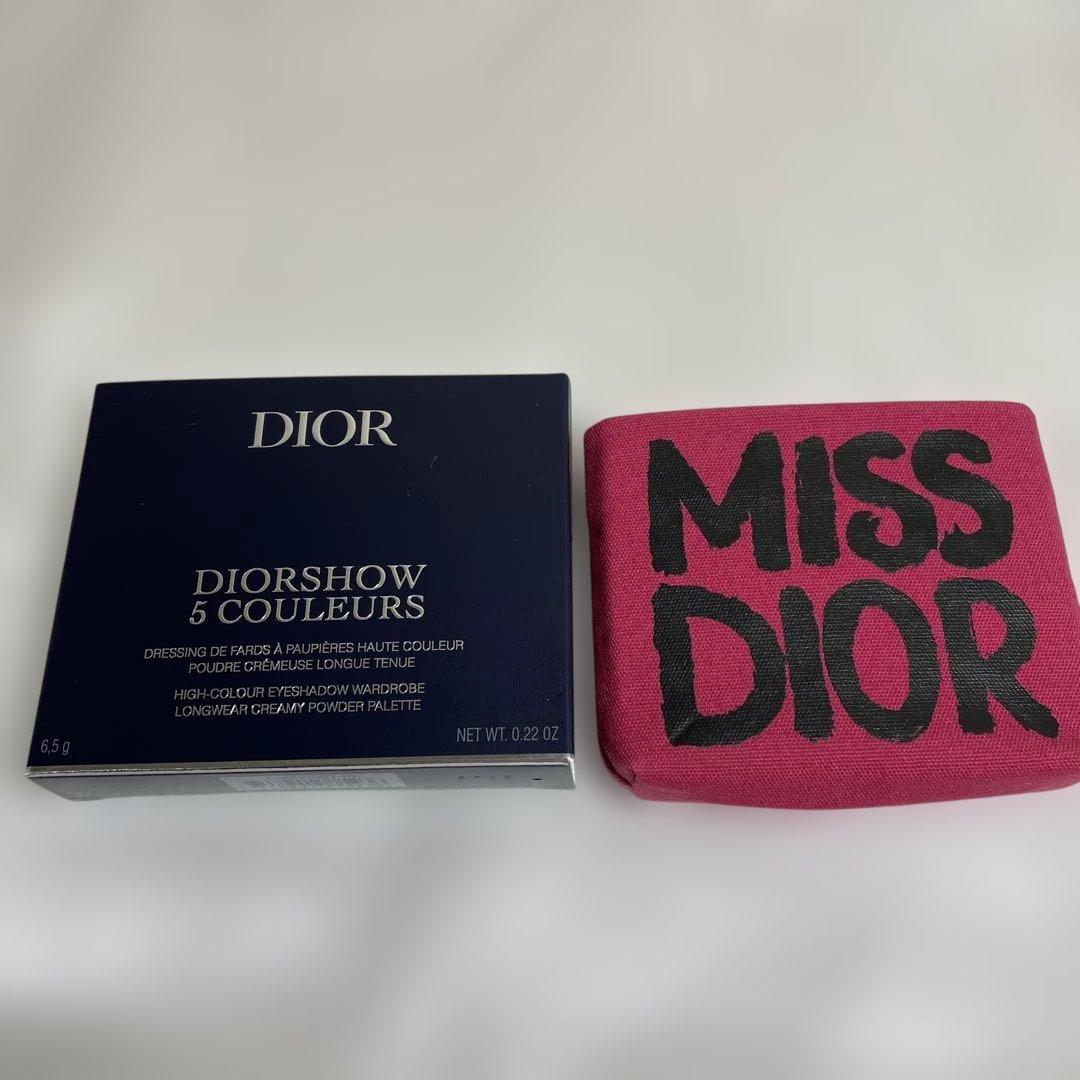 DIOR
DIORSHOW
5 COULEURS
DRESSING DE FARDS À PAUPIÈRES HAUTE COULEUR
POUDRE CRÉMEUSE LONGUE TENUE
HIGH-COLOUR EYESHADOW WARDROBE
LONGWEAR CREAMY POWDER PALETTE
6,5 g
NET WT. 0.22 OZ
MISS
DIOR